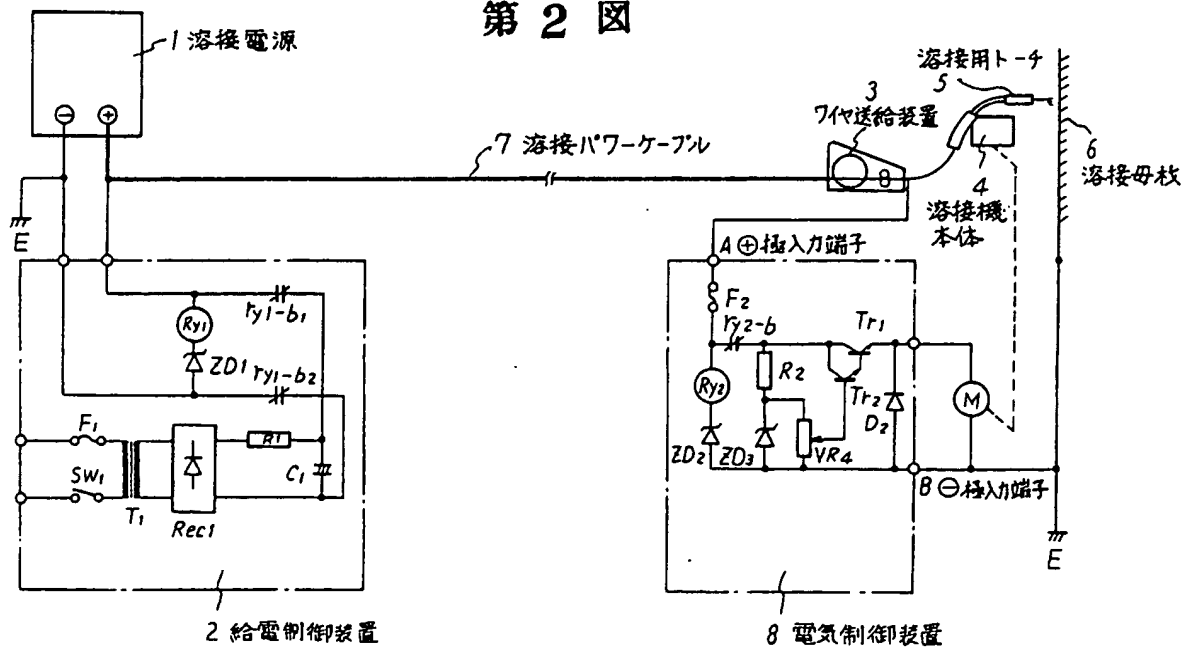 第2図
1 溶接電源
⊖
⊕
7 溶接パワーケーブル
3
ワイヤ送給装置
溶接用トーチ
5
6
溶接母枝
4
溶接機
本体
E
A ⊕極入力端子
ry1-b1
Ry1
ZD1
ry1-b2
F1
SW1
T1
Rec1
R1
C1
F2
ry2-b
Tr1
Ry2
R2
Tr2
D2
M
ZD2
ZD3
VR4
B ⊖極入力端子
E
2 給電制御装置
8 電気制御装置